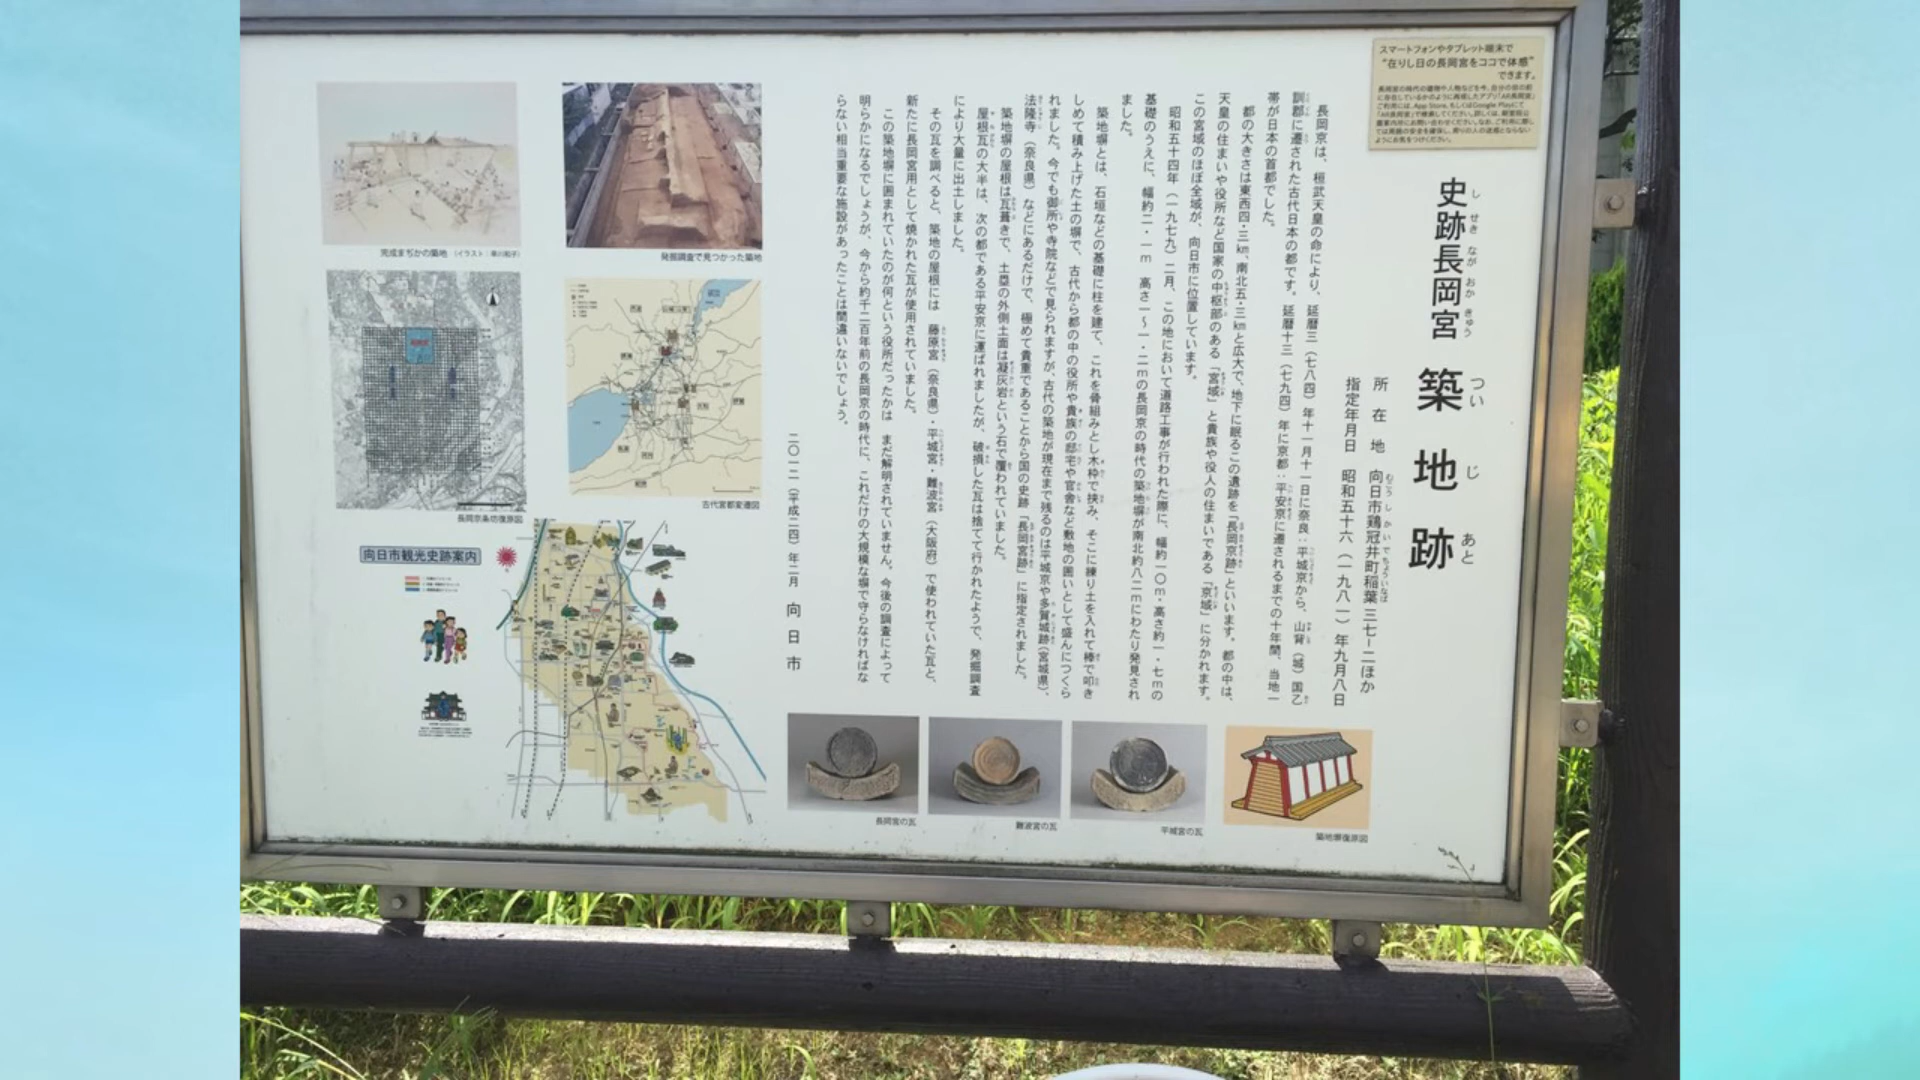 スマートフォンやタブレット端末で
“在りし日の長岡宮をココで体感”
できます。
史跡長岡宮 築地跡
しせきながおかきゅう ついじあと
所在地 向日市鶏冠井町稲葉三七−二ほか
指定年月日 昭和五十六（一九八一）年九月八日
長岡京は、桓武天皇の命により、延暦三（七八四）年十一月十一日に奈良：平城京から、山背（城）国乙
訓郡に遷された古代日本の都です。延暦十三（七九四）年に京都：平安京に遷されるまでの十年間、当地一
帯が日本の首都でした。
都の大きさは東西四・三km、南北五・三kmと広大で、地下に眠るこの遺跡を「長岡京跡」といいます。都の中は、
天皇の住まいや役所など国家の中枢部のある「宮域」と貴族や役人の住まいである「京域」に分かれます。
この宮域のほぼ全域が、向日市に位置しています。
昭和五十四年（一九七九）二月、この地において道路工事が行われた際に、幅約一〇m・高さ約一・七mの
基礎のうえに、幅約二・一m 高さ一～一・二mの長岡京の時代の築地塀が南北約八二mにわたり発見され
ました。
築地塀とは、石垣などの基礎に柱を建て、これを骨組みとし木枠で挟み、そこに練り土を入れて棒で叩き
しめて積み上げた土の塀で、古代から都の中の役所や貴族の邸宅や官舎など敷地の囲いとして盛んにつくら
れました。今でも御所や寺院などで見られますが、古代の築地が現在まで残るのは平城京や多賀城跡（宮城県）、
法隆寺（奈良県）などにあるだけで、極めて貴重であることから国の史跡「長岡宮跡」に指定されました。
築地塀の屋根は瓦葺きで、土塁の外側土面は凝灰岩という石で覆われていました。
屋根瓦の大半は、次の都である平安京に運ばれましたが、破損した瓦は捨てて行かれたようで、発掘調査
により大量に出土しました。
その瓦を調べると、築地の屋根には 藤原宮（奈良県）・平城宮・難波宮（大阪府）で使われていた瓦と、
新たに長岡宮用として焼かれた瓦が使用されていました。
この築地塀に囲まれていたのが何という役所だったかは まだ解明されていません。今後の調査によって
明らかになるでしょうが、今から約千二百年前の長岡京の時代に、これだけの大規模な塀で守らなければな
らない相当重要な施設があったことは間違いないでしょう。
二〇一二（平成二四）年二月 向日市
発掘調査で見つかった築地
完成まぢかの築地
古代宮都変遷図
長岡京条坊復原図
向日市観光史跡案内
築地塀復原図
平城宮の瓦
難波宮の瓦
長岡宮の瓦